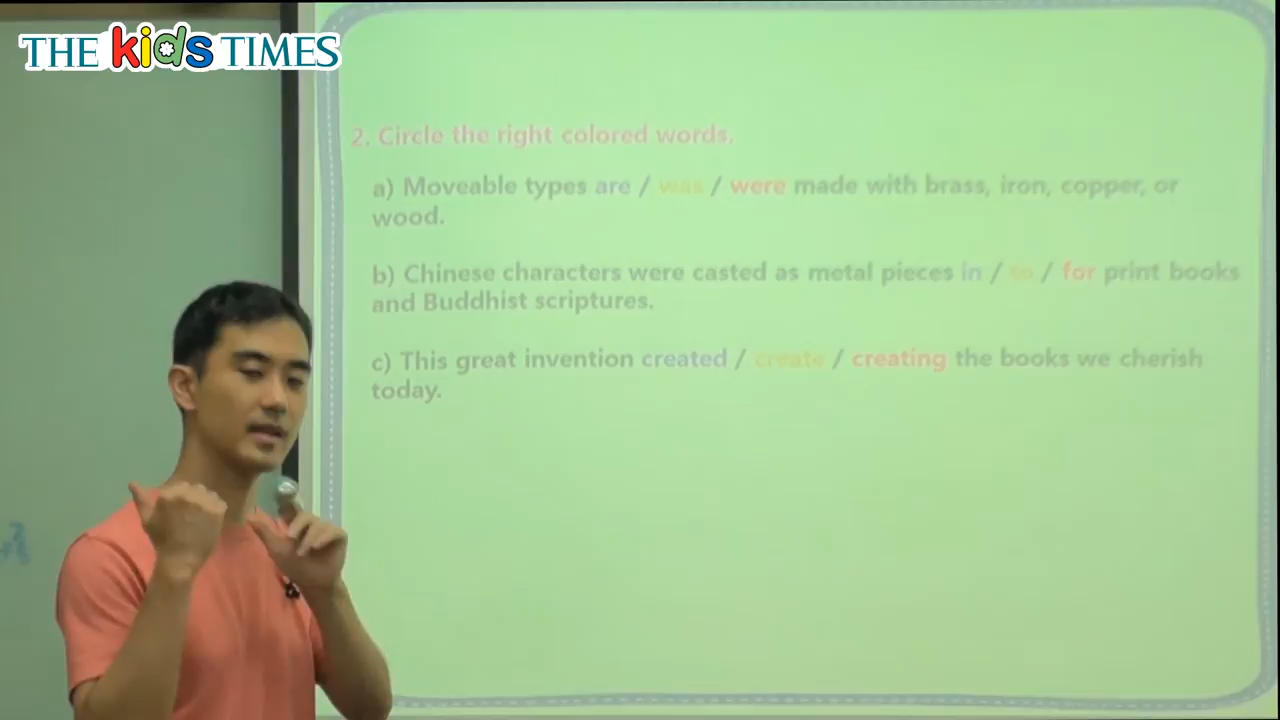 THE kids TIMES
2. Circle the right colored words.
a) Moveable types are / was / were made with brass, iron, copper, or
wood.
b) Chinese characters were casted as metal pieces in / to / for print books
and Buddhist scriptures.
c) This great invention created / create / creating the books we cherish
today.